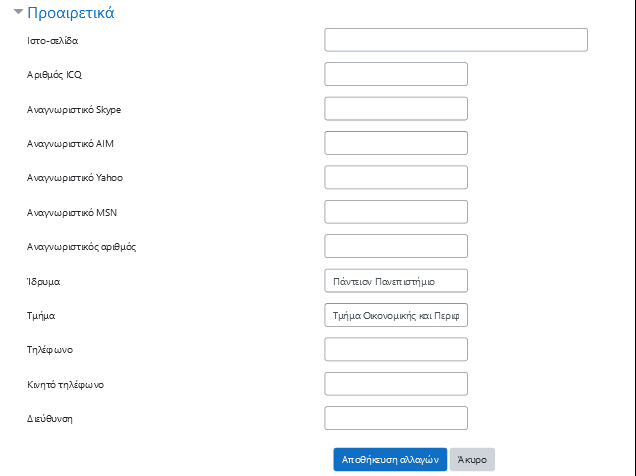 Προαιρετικά
Ιστο-σελίδα
Αριθμός ICQ
Αναγνωριστικό Skype
Αναγνωριστικό AIM
Αναγνωριστικό Yahoo
Αναγνωριστικό MSN
Αναγνωριστικός αριθμός
Ίδρυμα Πάντειον Πανεπιστήμιο
Τμήμα Τμήμα Οικονομικής και Περιφ
Τηλέφωνο
Κινητό τηλέφωνο
Διεύθυνση
Αποθήκευση αλλαγών Άκυρο